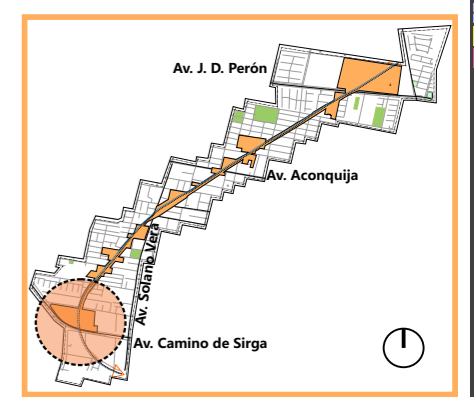 Av. J. D. Perón
Av. Aconquija
Av. Solano Vera
Av. Camino de Sirga